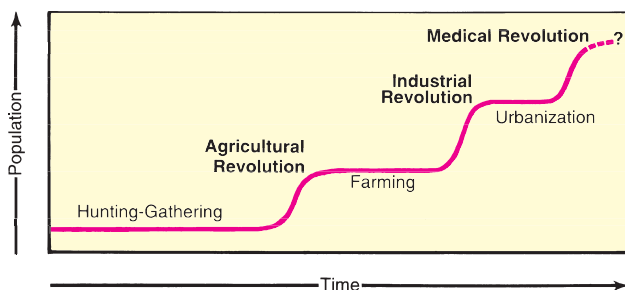 Medical Revolution
?
Industrial
Revolution
Urbanization
Agricultural
Revolution
Farming
Hunting-Gathering
Population
Time